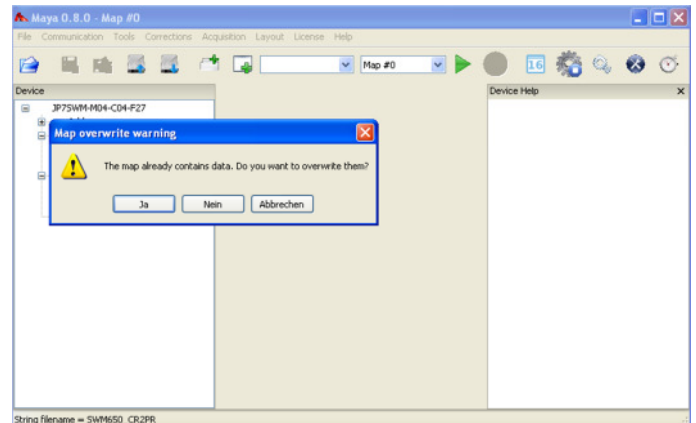 Maya 0.8.0 - Map #0
File Communication Tools Corrections Acquisition Layout License Help
Map #0
16
Device
Device Help
JP7SWM-M04-C04-F27
Map overwrite warning
The map already contains data. Do you want to overwrite them?
Ja Nein Abbrechen
String filename = SWM650_CR2PR